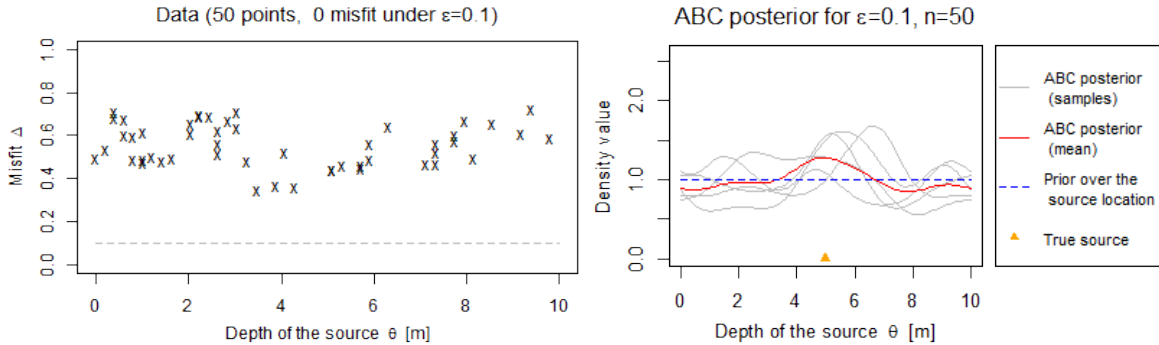 Data (50 points, 0 misfit under ε=0.1)
Misfit Δ
0.0 0.2 0.4 0.6 0.8 1.0
0 2 4 6 8 10
Depth of the source θ [m]
ABC posterior for ε=0.1, n=50
Density value
0.0 1.0 2.0
0 2 4 6 8 10
Depth of the source θ [m]
ABC posterior
(samples)
ABC posterior
(mean)
Prior over the
source location
True source